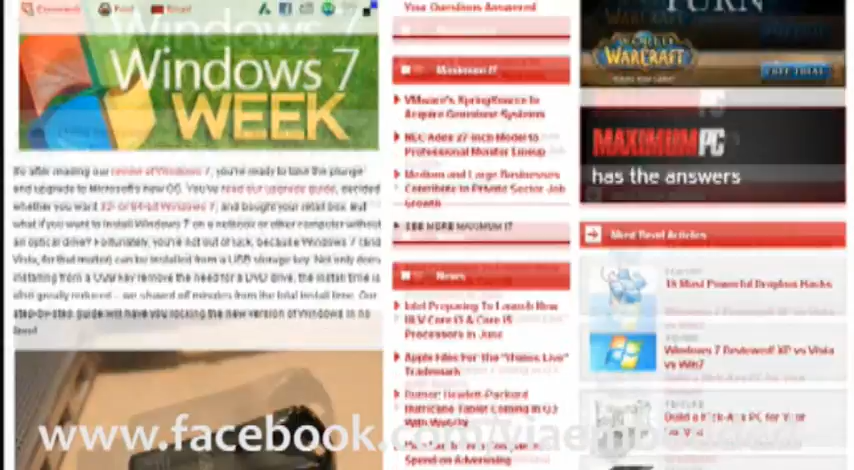 Comments
Print
Email
Windows 7
WEEK
So after reading our review of Windows 7, you're ready to take the plunge
and upgrade to Microsoft's new OS. You've read our upgrade guide, decided
whether you want 32- or 64-bit Windows 7, and bought your retail box. But
what if you want to install Windows 7 on a netbook or other computer without
an optical drive? Fortunately, you're not out of luck, because Windows 7 (and
Vista, for that matter) can be installed from a USB storage key. Not only does
installing from a USB key remove the need for a DVD drive, the install time is
also greatly reduced - we shaved off minutes from the total install time. Our
step-by-step guide will have you rocking the new version of Windows in no
time!
Your Questions Answered!
Maximum IT
VMware's SpringSource to
Acquire Gemstone Systems
NEC Adds 27-inch Model to
Professional Monitor Lineup
Medium and Large Businesses
Contribute to Private Sector Job
Growth
SEE MORE MAXIMUM IT
News
Intel Preparing To Launch New
ULV Core i3 & Core i5
Processors in June
Apple Files For the "iTunes Live"
Trademark
Rumor: Hewlett-Packard
Hurricane Tablet Coming in Q3
With WebOS
Spend on Advertising
WORLD
WARCRAFT
FREE TRIAL
MAXIMUMPC
has the answers
Most Read Articles
FEATURE
15 Most Powerful Dropbox Hacks
Windows 7 Reviewed! XP vs Vista
vs Win7
FEATURE
Build a Kick-Ass PC for Your
www.facebook.com/viaembedded